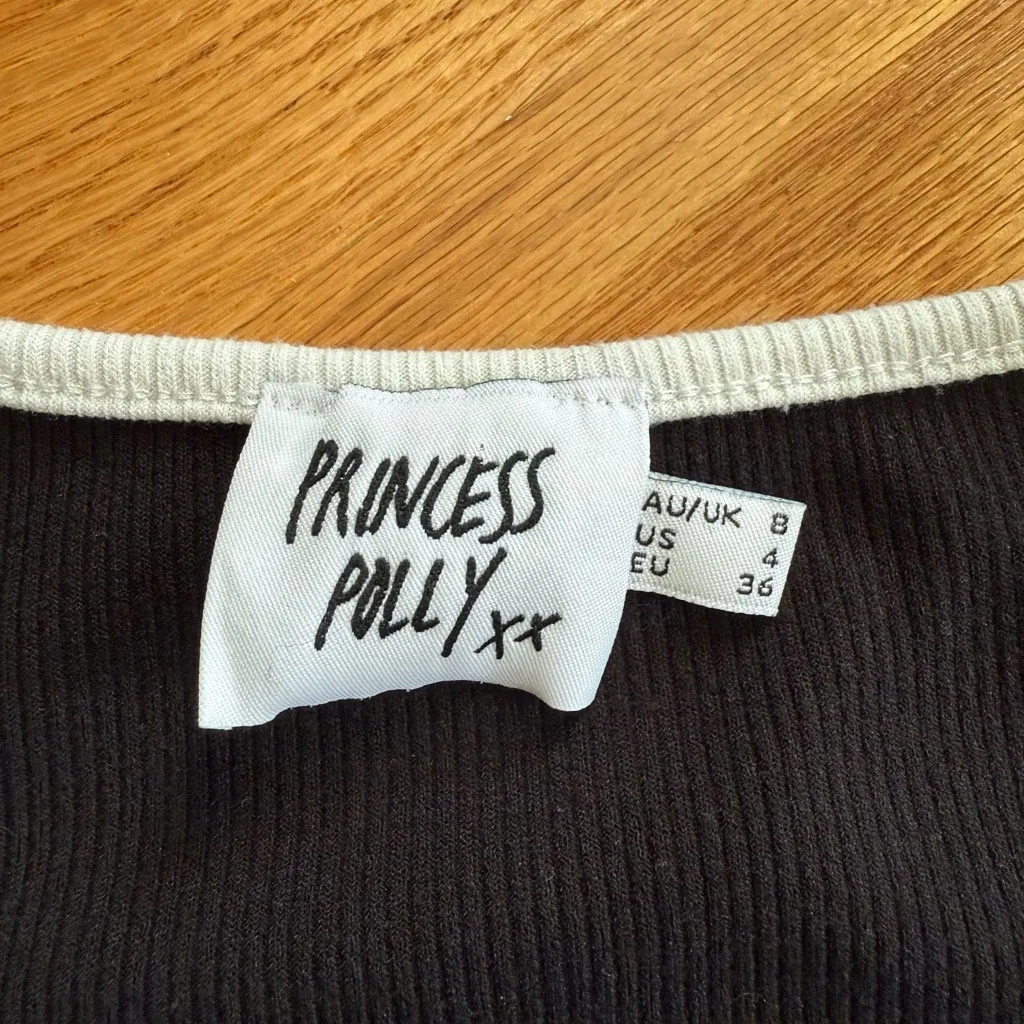 PRINCESS
POLLY xx
AU/UK 8
US 4
EU 36